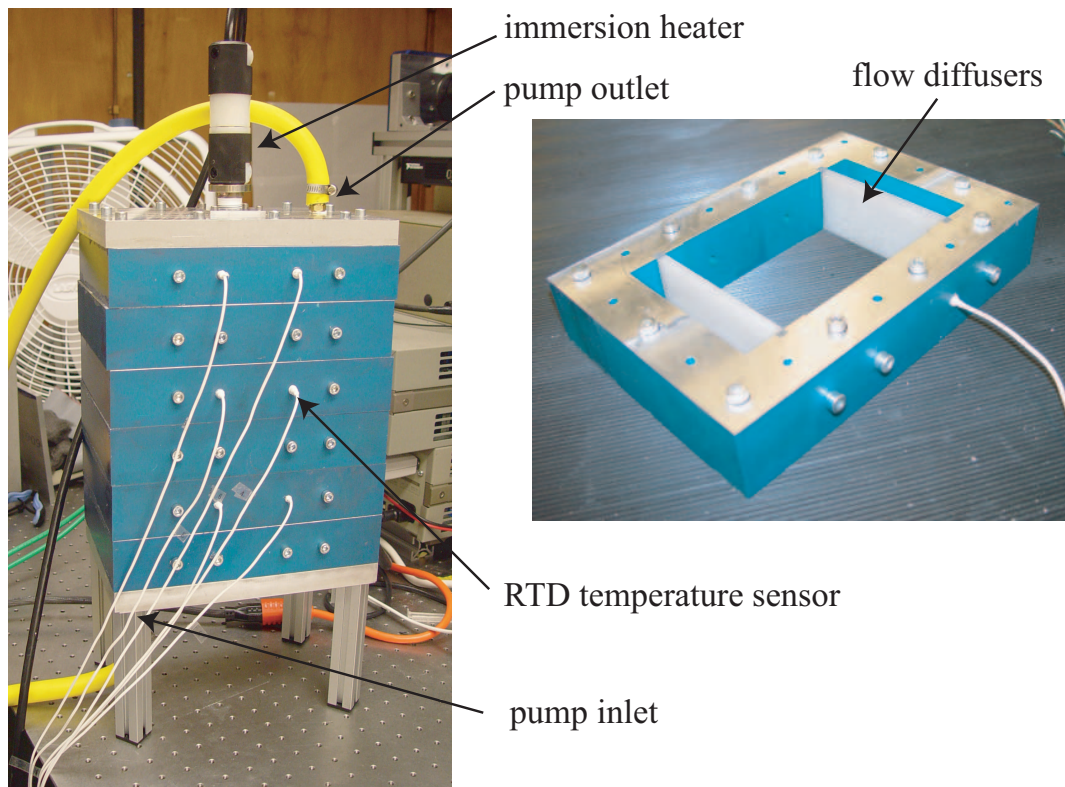 immersion heater
pump outlet
flow diffusers
RTD temperature sensor
pump inlet